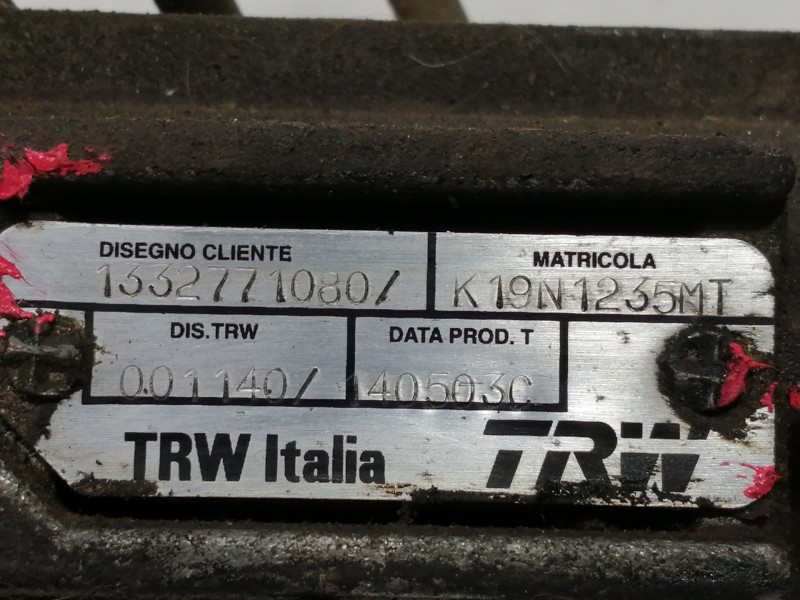 DISEGNO CLIENTE MATRICOLA
1332771080/ K19N1235MT
DIS.TRW DATA PROD. T
001140/ 140503C
TRW Italia TRW